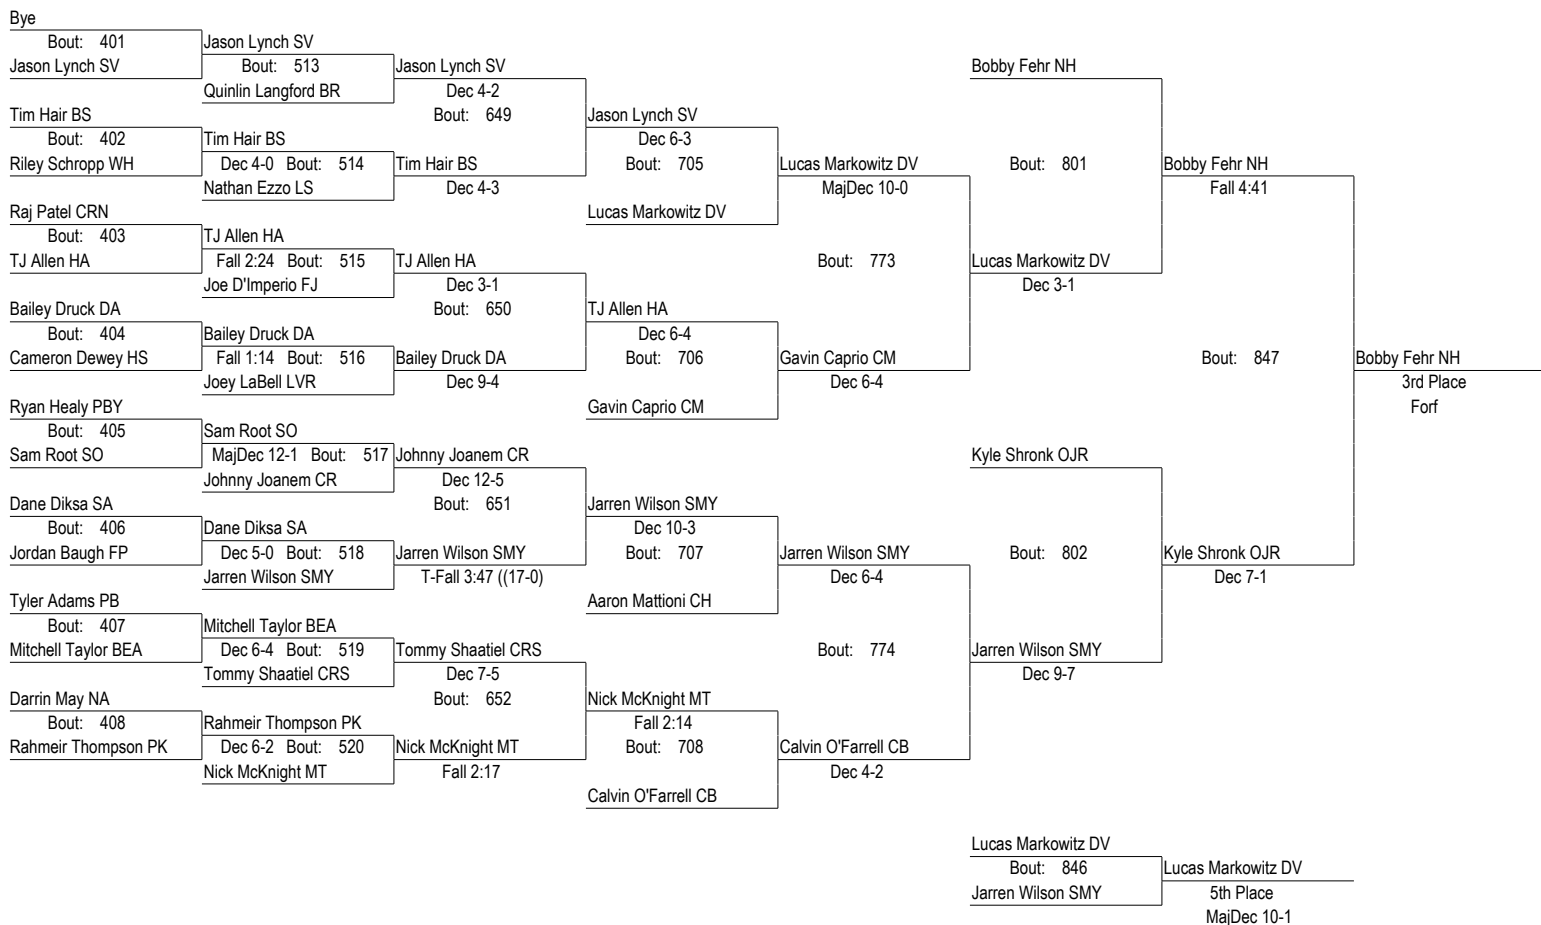 Bye
Bout: 401
Jason Lynch SV
Jason Lynch SV
Bout: 513
Quinlin Langford BR
Jason Lynch SV
Dec 4-2
Bout: 649
Tim Hair BS
Bout: 402
Riley Schropp WH
Tim Hair BS
Dec 4-0 Bout: 514
Nathan Ezzo LS
Tim Hair BS
Dec 4-3
Jason Lynch SV
Dec 6-3
Bout: 705
Lucas Markowitz DV
Raj Patel CRN
Bout: 403
TJ Allen HA
TJ Allen HA
Fall 2:24 Bout: 515
Joe D'Imperio FJ
TJ Allen HA
Dec 3-1
Bout: 650
Bailey Druck DA
Bout: 404
Cameron Dewey HS
Bailey Druck DA
Fall 1:14 Bout: 516
Joey LaBell LVR
Bailey Druck DA
Dec 9-4
TJ Allen HA
Dec 6-4
Bout: 706
Gavin Caprio CM
Lucas Markowitz DV
MajDec 10-0
Bout: 773
Gavin Caprio CM
Dec 6-4
Bobby Fehr NH
Bout: 801
Lucas Markowitz DV
Dec 3-1
Bobby Fehr NH
Fall 4:41
Ryan Healy PBY
Bout: 405
Sam Root SO
Sam Root SO
MajDec 12-1 Bout: 517
Johnny Joanem CR
Johnny Joanem CR
Dec 12-5
Bout: 651
Dane Diksa SA
Bout: 406
Jordan Baugh FP
Dane Diksa SA
Dec 5-0 Bout: 518
Jarren Wilson SMY
Jarren Wilson SMY
T-Fall 3:47 ((17-0)
Jarren Wilson SMY
Dec 10-3
Bout: 707
Aaron Mattioni CH
Tyler Adams PB
Bout: 407
Mitchell Taylor BEA
Mitchell Taylor BEA
Dec 6-4 Bout: 519
Tommy Shaatiel CRS
Tommy Shaatiel CRS
Dec 7-5
Bout: 652
Darrin May NA
Bout: 408
Rahmeir Thompson PK
Rahmeir Thompson PK
Dec 6-2 Bout: 520
Nick McKnight MT
Nick McKnight MT
Fall 2:17
Nick McKnight MT
Fall 2:14
Bout: 708
Calvin O'Farrell CB
Jarren Wilson SMY
Dec 6-4
Bout: 774
Calvin O'Farrell CB
Dec 4-2
Kyle Shronk OJR
Bout: 802
Jarren Wilson SMY
Dec 9-7
Kyle Shronk OJR
Dec 7-1
Bout: 847
Bobby Fehr NH
3rd Place
Forf
Lucas Markowitz DV
Bout: 846
Jarren Wilson SMY
Lucas Markowitz DV
5th Place
MajDec 10-1